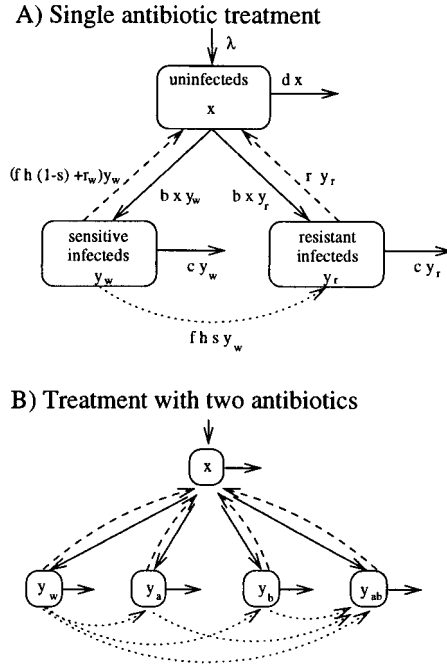 A) Single antibiotic treatment
λ
uninfecteds
x
d x
(f h (1-s) +r_w)y_w
r y_r
b x y_w
b x y_r
sensitive
infecteds
y_w
c y_w
resistant
infecteds
y_r
c y_r
f h s y_w
B) Treatment with two antibiotics
x
y_w
y_a
y_b
y_ab